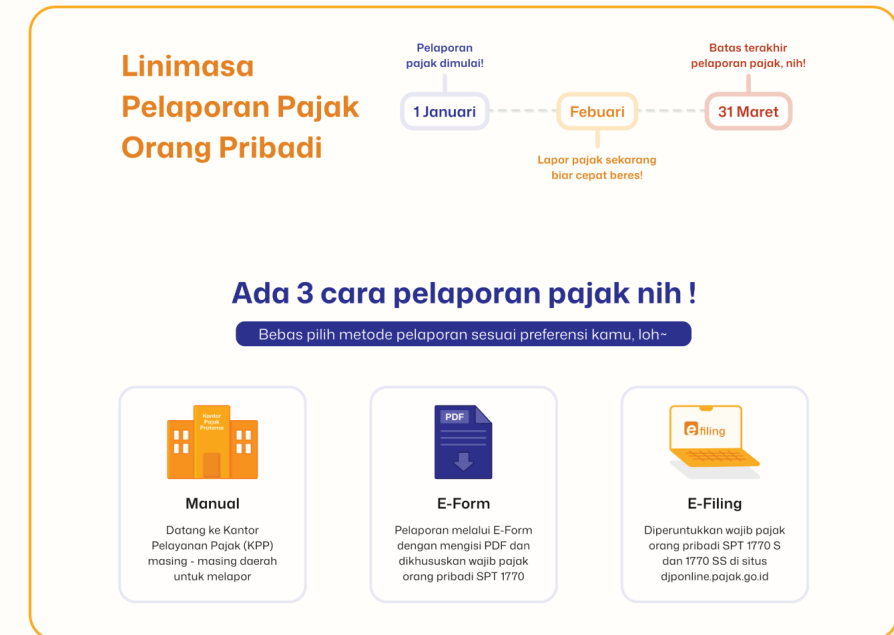 Linimasa
Pelaporan Pajak
Orang Pribadi
Pelaporan
pajak dimulai!
Batas terakhir
pelaporan pajak, nih!
1 Januari
Febuari
31 Maret
Lapor pajak sekarang
biar cepat beres!
Ada 3 cara pelaporan pajak nih !
Bebas pilih metode pelaporan sesuai preferensi kamu, loh~
Kantor
Pajak
Pratama
Manual
Datang ke Kantor
Pelayanan Pajak (KPP)
masing - masing daerah
untuk melapor
PDF
E-Form
Pelaporan melalui E-Form
dengan mengisi PDF dan
dikhususkan wajib pajak
orang pribadi SPT 1770
e filing
E-Filing
Diperuntukkan wajib pajak
orang pribadi SPT 1770 S
dan 1770 SS di situs
djponline.pajak.go.id